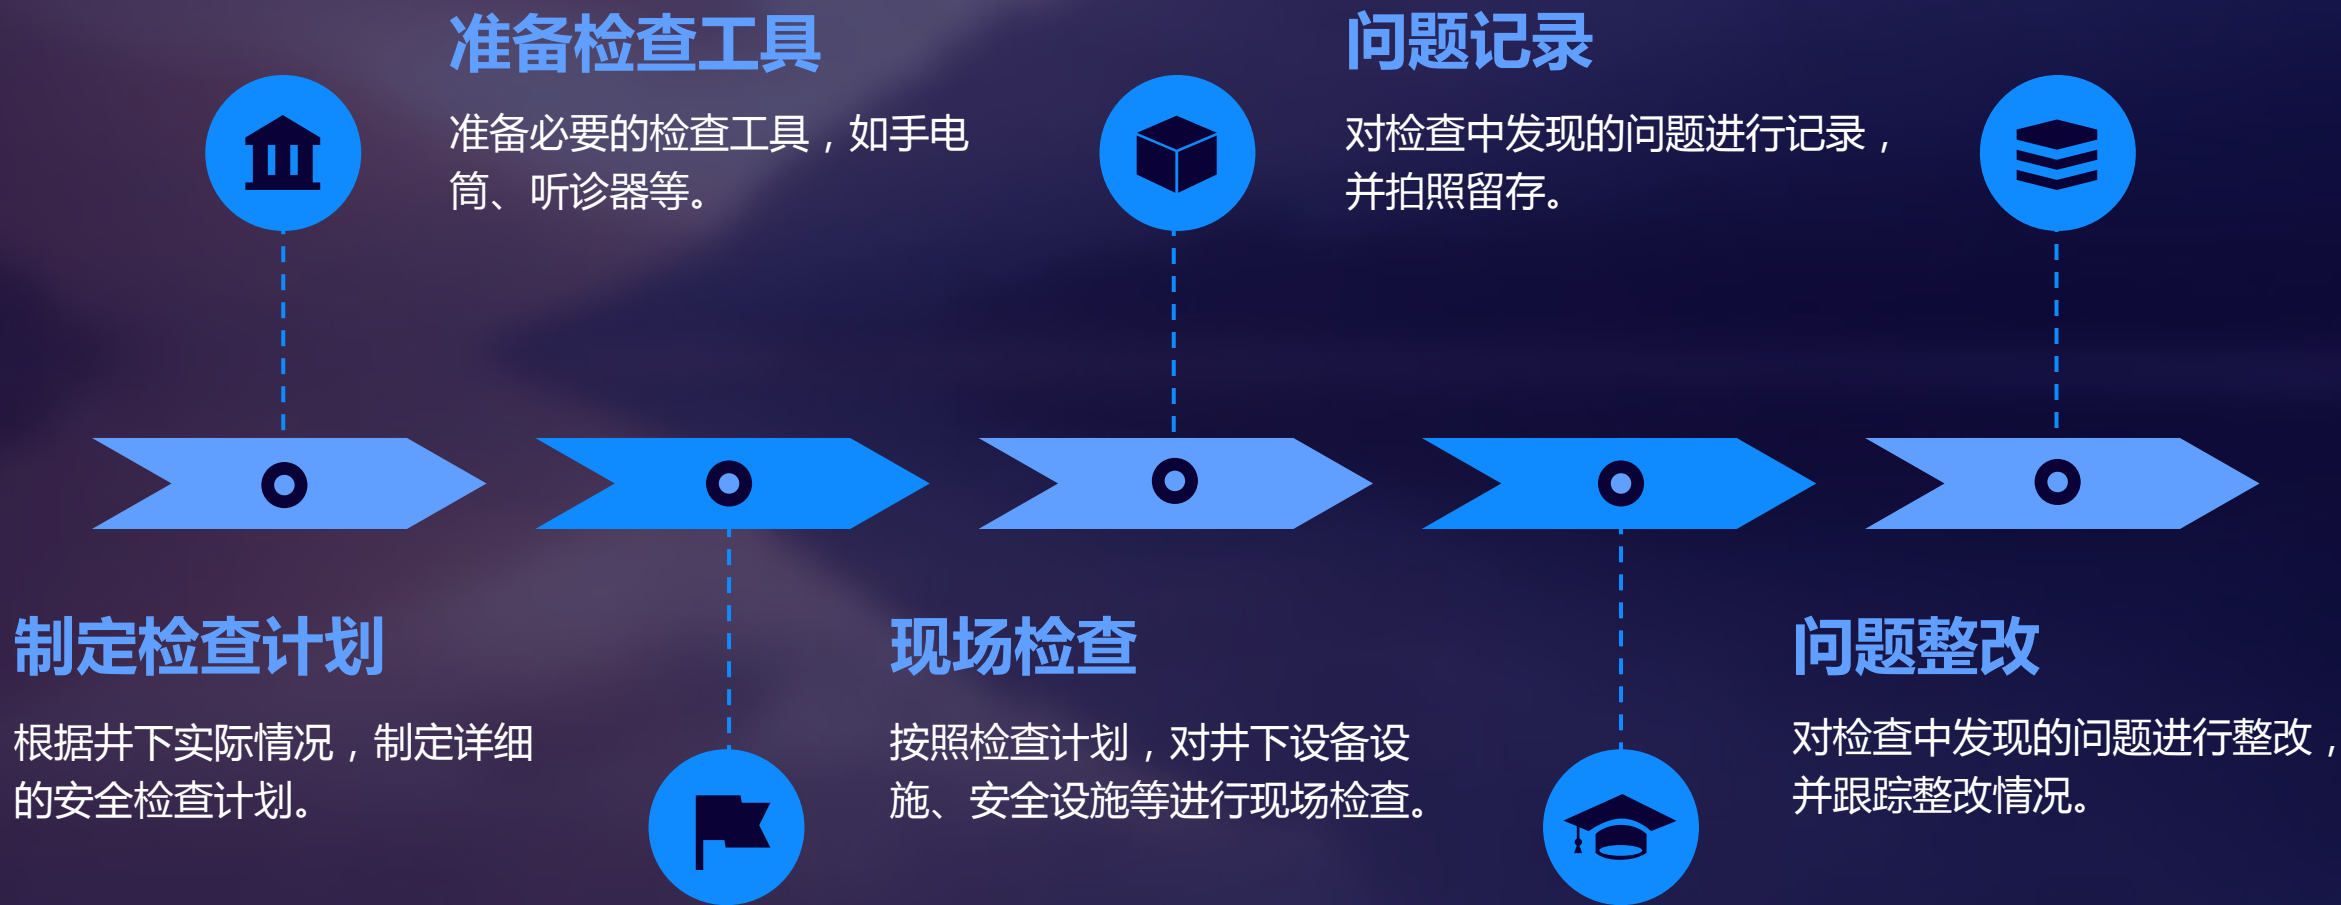 制定检查计划
根据井下实际情况，制定详细
的安全检查计划。
准备检查工具
准备必要的检查工具，如手电
筒、听诊器等。
现场检查
按照检查计划，对井下设备设
施、安全设施等进行现场检查。
问题记录
对检查中发现的问题进行记录，
并拍照留存。
问题整改
对检查中发现的问题进行整改，
并跟踪整改情况。